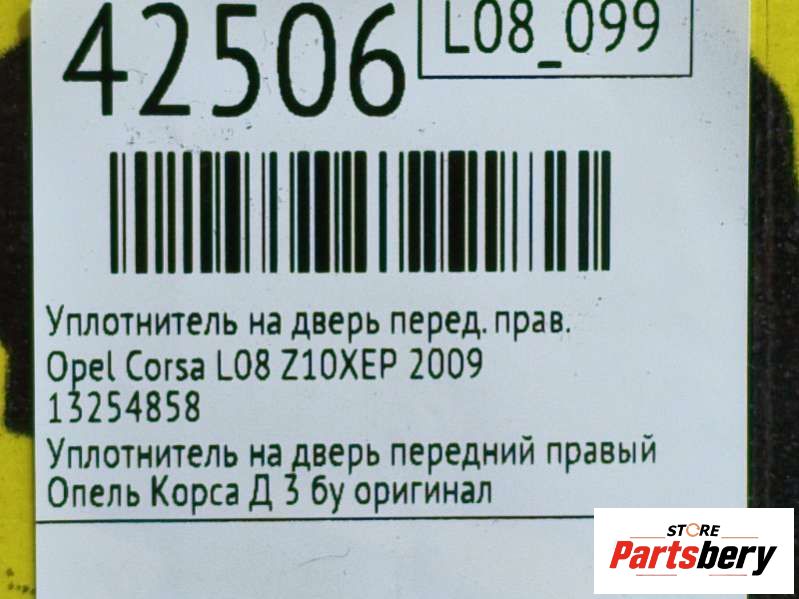 42506
L08_099
Уплотнитель на дверь перед. прав.
Opel Corsa L08 Z10XEP 2009
13254858
Уплотнитель на дверь передний правый
Опель Корса Д 3 бу оригинал
STORE
Partsbery